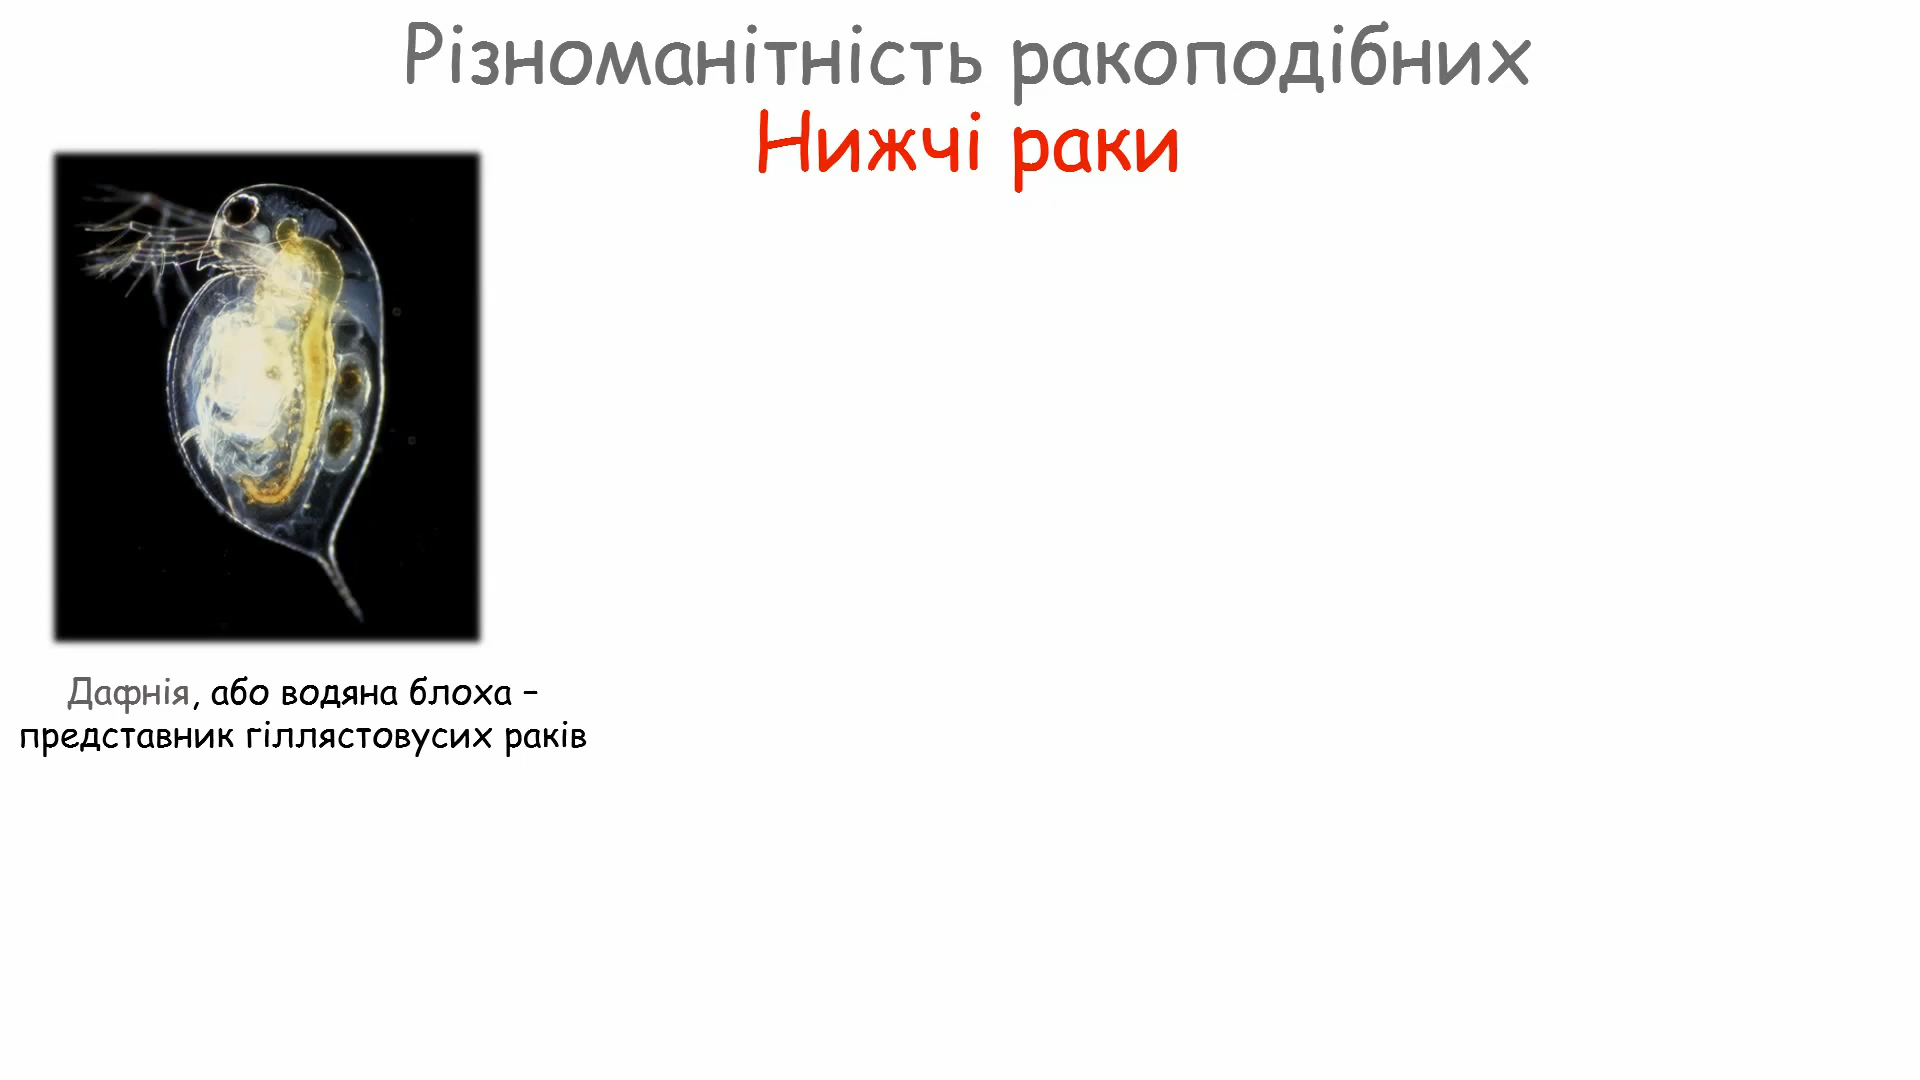 Різноманітність ракоподібних
Нижчі раки
Дафнія, або водяна блоха –
представник гіллястовусих раків